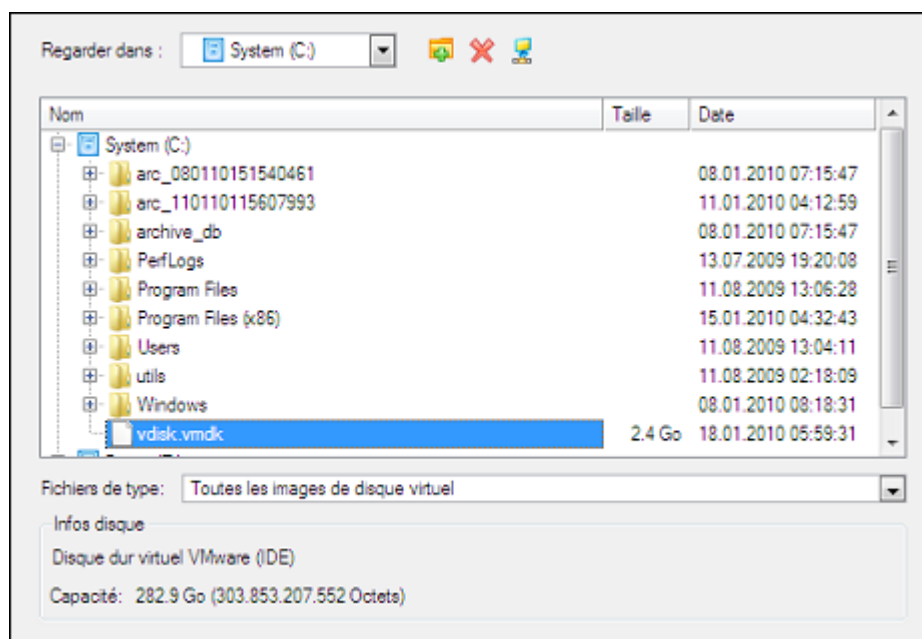 Regarder dans : System (C:)
Nom Taille Date
System (C:)
arc_080110151540461 08.01.2010 07:15:47
arc_110110115607993 11.01.2010 04:12:59
archive_db 08.01.2010 07:15:47
PerfLogs 13.07.2009 19:20:08
Program Files 11.08.2009 13:06:28
Program Files (x86) 15.01.2010 04:32:43
Users 11.08.2009 13:04:11
utils 11.08.2009 02:18:09
Windows 08.01.2010 08:18:31
vdisk.vmdk 2.4 Go 18.01.2010 05:59:31
Fichiers de type: Toutes les images de disque virtuel
Infos disque
Disque dur virtuel VMware (IDE)
Capacité: 282.9 Go (303.853.207.552 Octets)